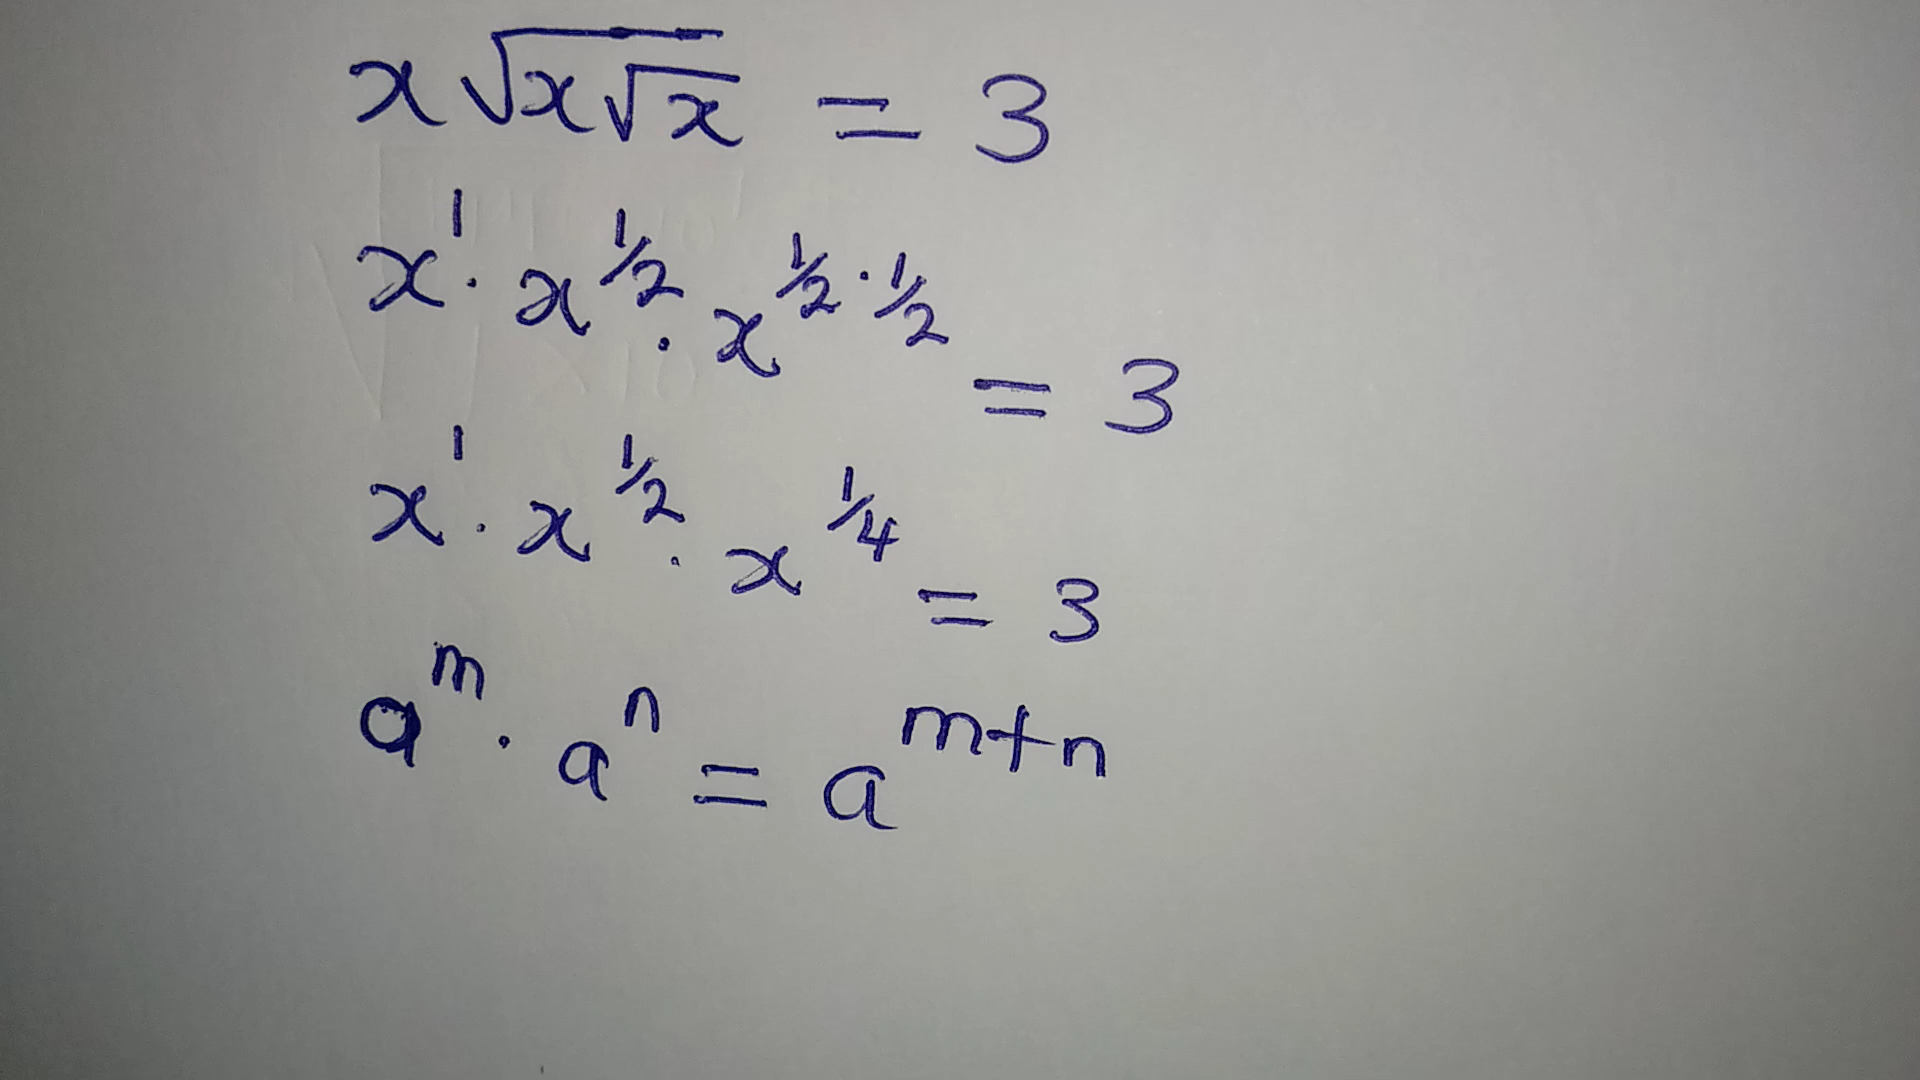 x√(x√x) = 3
x¹ · x^(1/2) · x^(1/2 · 1/2) = 3
x¹ · x^(1/2) · x^(1/4) = 3
a^m · a^n = a^(m+n)